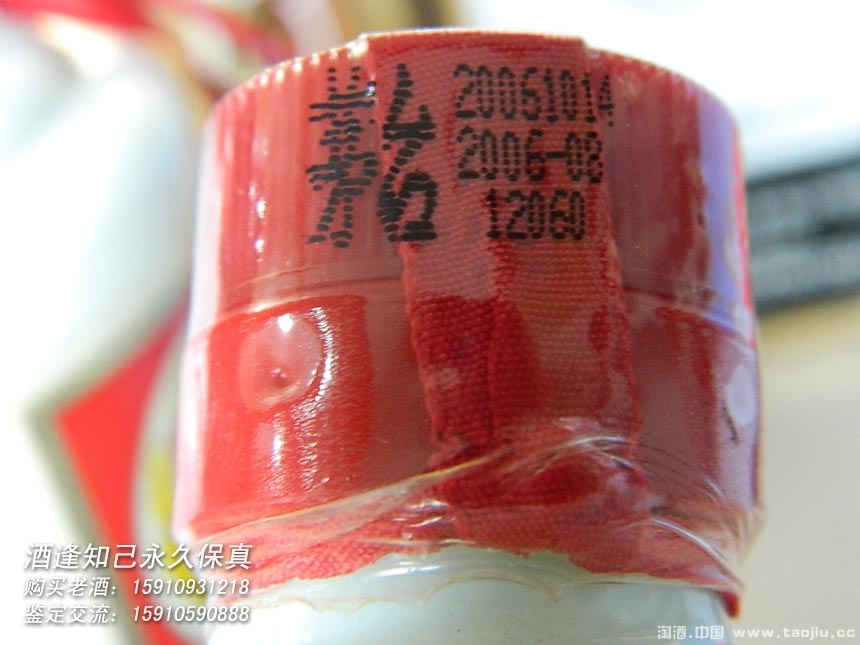 20051014
2006-03
12060
酒逢知己永久保真
购买老酒：15910931218
鉴定交流：15910590888
淘酒.中国 www.taojiu.cc